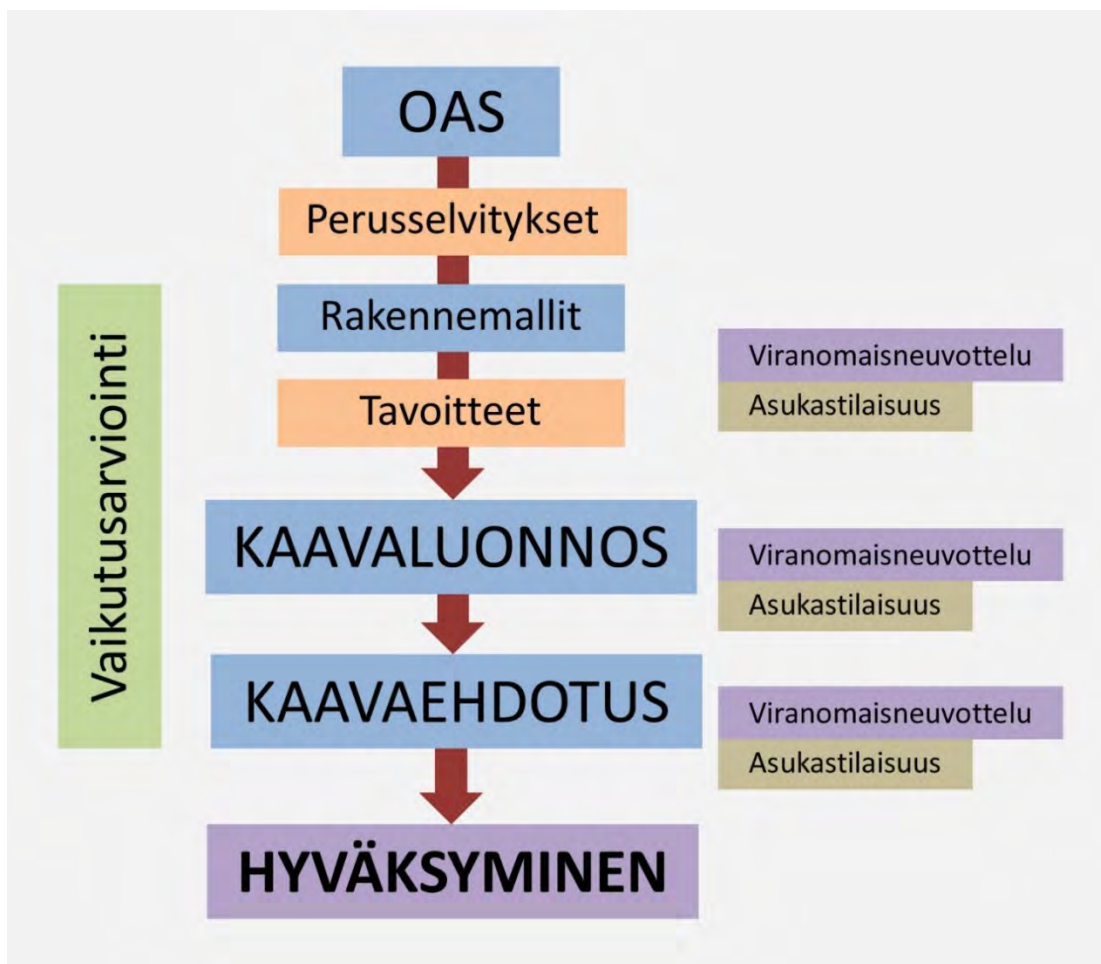 OAS
Perusselvitykset
Rakennemallit
Tavoitteet
Viranomaisneuvottelu
Asukastilaisuus
Vaikutusarviointi
KAAVALUONNOS
Viranomaisneuvottelu
Asukastilaisuus
KAAVAEHDOTUS
Viranomaisneuvottelu
Asukastilaisuus
HYVÄKSYMINEN